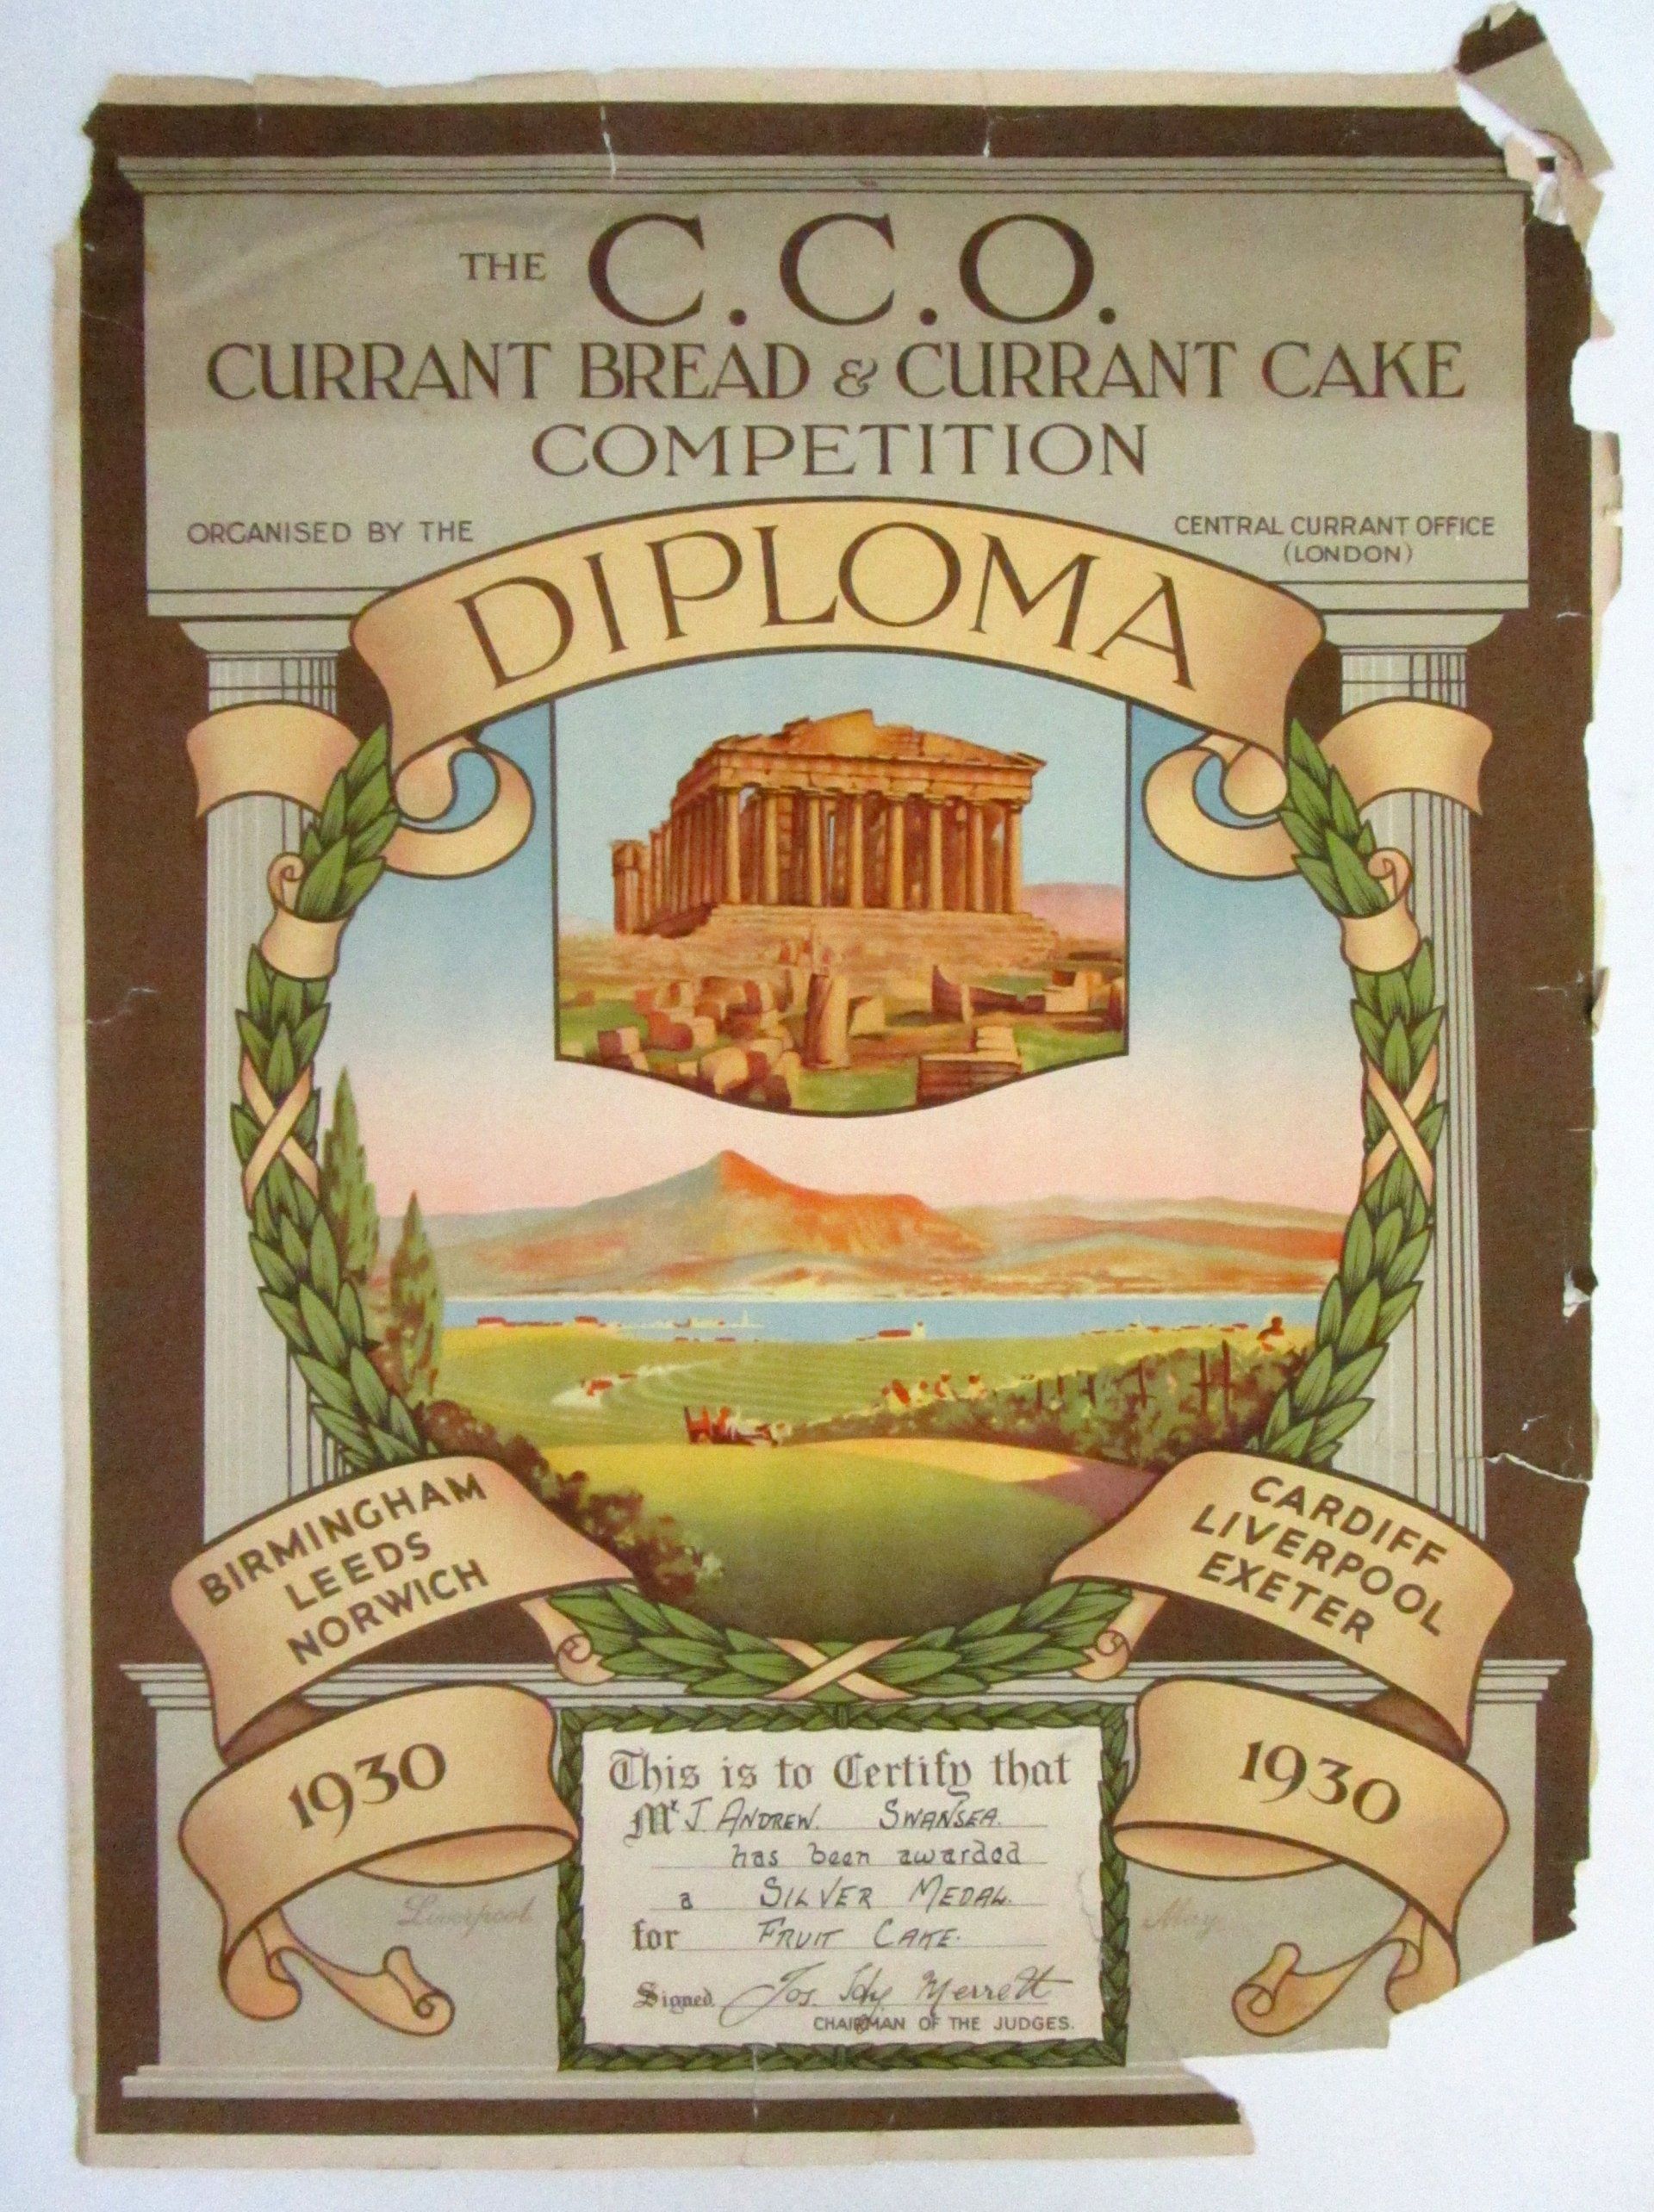 THE C.C.O.
CURRANT BREAD & CURRANT CAKE
COMPETITION
ORGANISED BY THE
CENTRAL CURRANT OFFICE
(LONDON)
DIPLOMA
BIRMINGHAM
LEEDS
NORWICH
CARDIFF
LIVERPOOL
EXETER
1930
1930
This is to Certify that
Mr J. ANDREW. SWANSEA.
has been awarded
a SILVER MEDAL.
for FRUIT CAKE.
Liverpool
May
Signed Jos. Merrett
CHAIRMAN OF THE JUDGES.